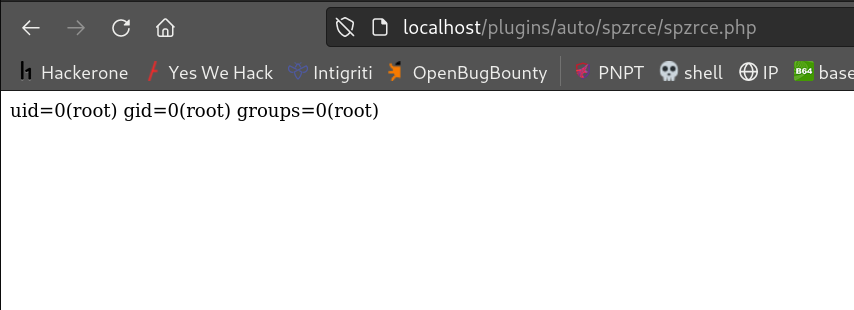 localhost/plugins/auto/spzrce/spzrce.php
Hackerone Yes We Hack Intigriti OpenBugBounty PNPT shell IP B64 base
uid=0(root) gid=0(root) groups=0(root)